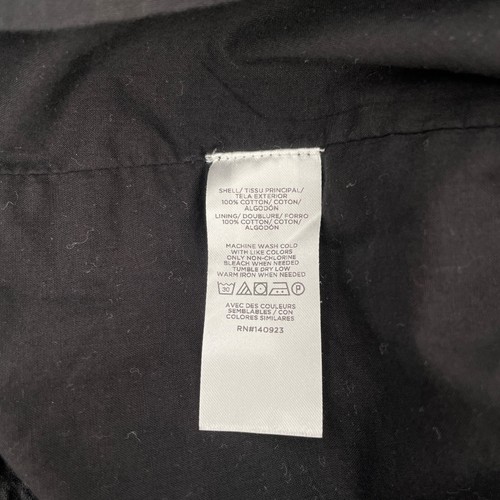 SHELL/ TISSU PRINCIPAL/
TELA EXTERIOR
100% COTTON/ COTON/
ALGODÓN
LINING/ DOUBLURE/ FORRO
100% COTTON/ COTON/
ALGODÓN
MACHINE WASH COLD
WITH LIKE COLORS
ONLY NON-CHLORINE
BLEACH WHEN NEEDED
TUMBLE DRY LOW
WARM IRON WHEN NEEDED
30 P
AVEC DES COULEURS
SEMBLABLES / CON
COLORES SIMILARES
RN#140923